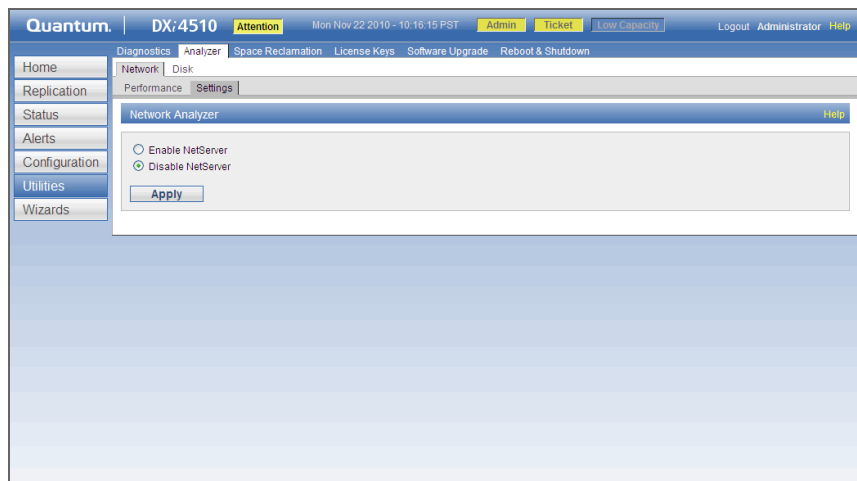 Quantum. DXi4510 Attention Mon Nov 22 2010 - 10:16:15 PST Admin Ticket Low Capacity Logout Administrator Help
Diagnostics Analyzer Space Reclamation License Keys Software Upgrade Reboot & Shutdown
Home
Replication
Status
Alerts
Configuration
Utilities
Wizards
Network Disk
Performance Settings
Network Analyzer Help
Enable NetServer
Disable NetServer
Apply